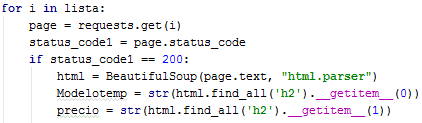 for i in lista:
    page = requests.get(i)
    status_code1 = page.status_code
    if status_code1 == 200:
        html = BeautifulSoup(page.text, "html.parser")
        Modelotemp = str(html.find_all('h2').__getitem__(0))
        precio = str(html.find_all('h2').__getitem__(1))